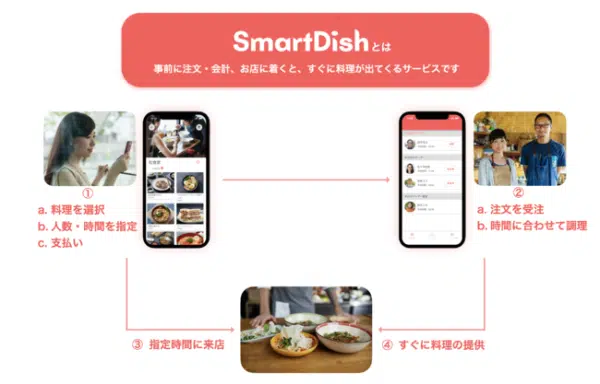 SmartDishとは
事前に注文・会計、お店に着くと、すぐに料理が出てくるサービスです
①
a. 料理を選択
b. 人数・時間を指定
c. 支払い
②
a. 注文を受注
b. 時間に合わせて調理
③ 指定時間に来店
④ すぐに料理の提供